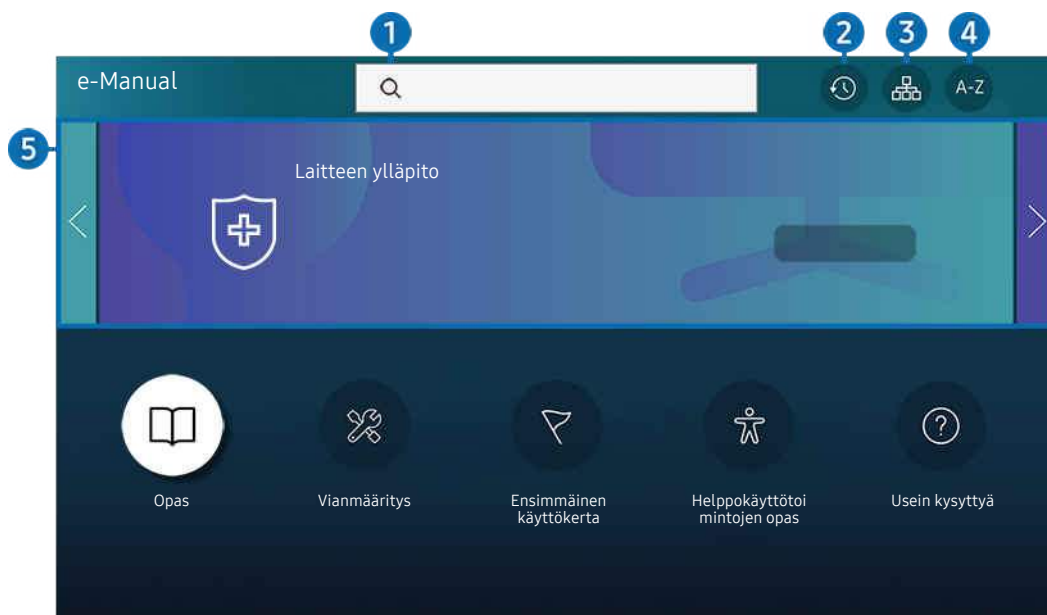 1
2
3
4
e-Manual
A-Z
5
Laitteen ylläpito
Opas
Vianmääritys
Ensimmäinen
käyttökerta
Helppokäyttötoi
mintojen opas
Usein kysyttyä